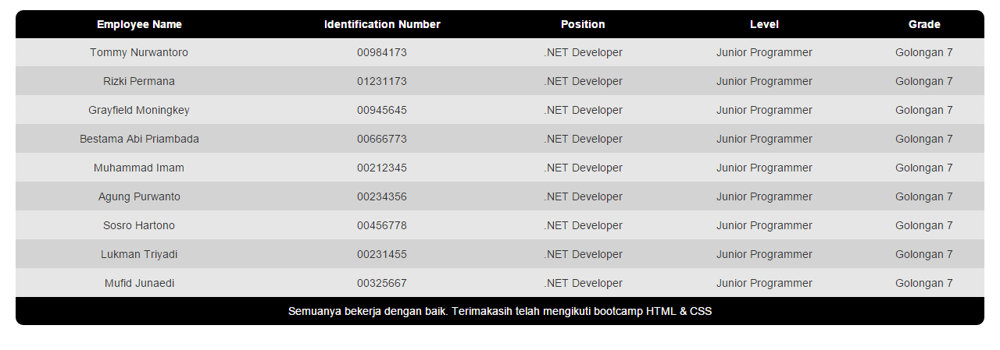 Employee Name Identification Number Position Level Grade
Tommy Nurwantoro 00984173 .NET Developer Junior Programmer Golongan 7
Rizki Permana 01231173 .NET Developer Junior Programmer Golongan 7
Grayfield Moningkey 00945645 .NET Developer Junior Programmer Golongan 7
Bestama Abi Priambada 00666773 .NET Developer Junior Programmer Golongan 7
Muhammad Imam 00212345 .NET Developer Junior Programmer Golongan 7
Agung Purwanto 00234356 .NET Developer Junior Programmer Golongan 7
Sosro Hartono 00456778 .NET Developer Junior Programmer Golongan 7
Lukman Triyadi 00231455 .NET Developer Junior Programmer Golongan 7
Mufid Junaedi 00325667 .NET Developer Junior Programmer Golongan 7
Semuanya bekerja dengan baik. Terimakasih telah mengikuti bootcamp HTML & CSS